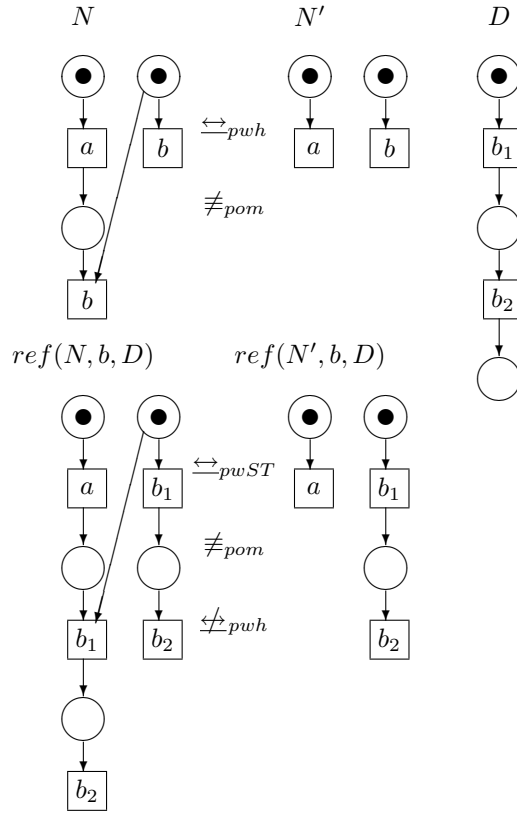 N N′ D
a b ↔pwh a b b₁
≢pom
b b₂
ref(N, b, D) ref(N′, b, D)
a b₁ ↔pwST a b₁
≢pom
b₁ b₂ ↮pwh b₂
b₂